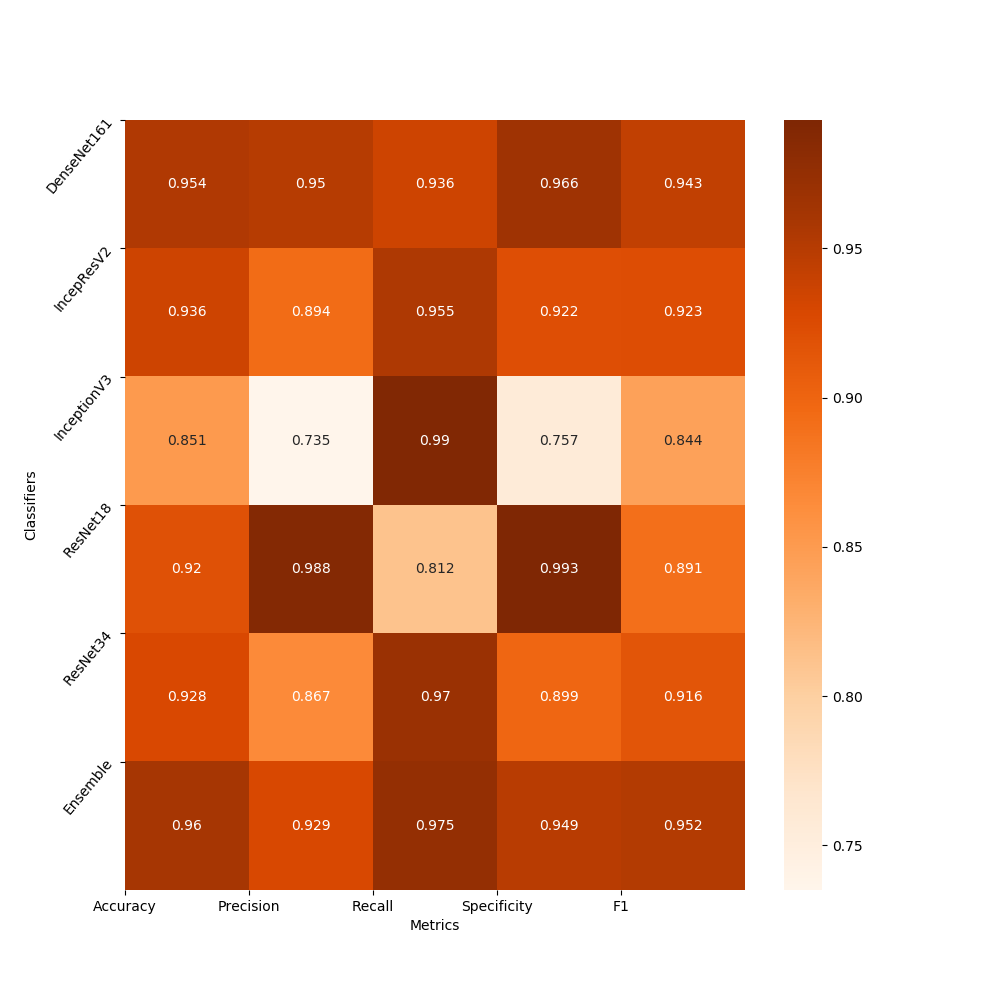 DenseNet161
0.954 0.95 0.936 0.966 0.943
IncepResV2
0.936 0.894 0.955 0.922 0.923
InceptionV3
0.851 0.735 0.99 0.757 0.844
ResNet18
0.92 0.988 0.812 0.993 0.891
ResNet34
0.928 0.867 0.97 0.899 0.916
Ensemble
0.96 0.929 0.975 0.949 0.952
Classifiers
Accuracy Precision Recall Specificity F1
Metrics
0.95
0.90
0.85
0.80
0.75